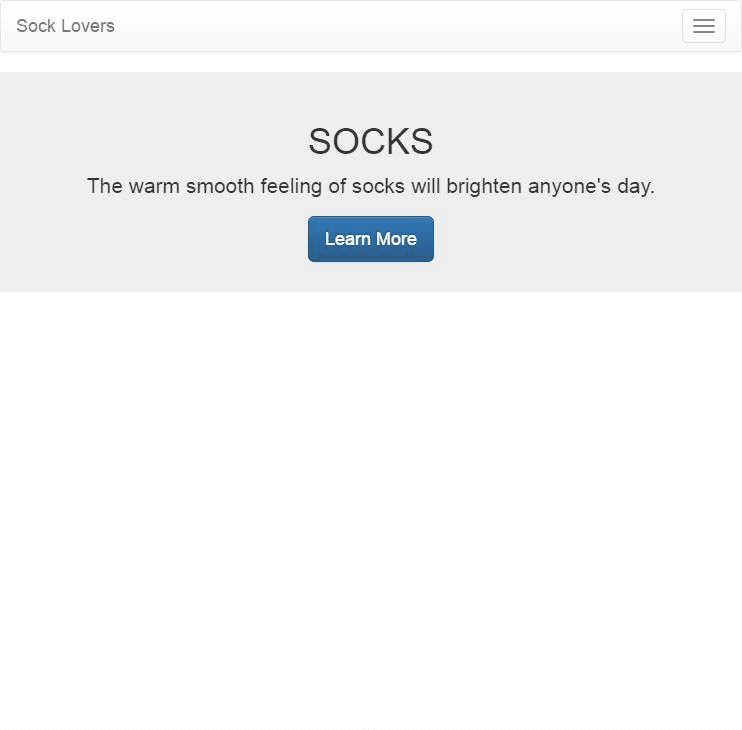 Sock Lovers
SOCKS
The warm smooth feeling of socks will brighten anyone's day.
Learn More